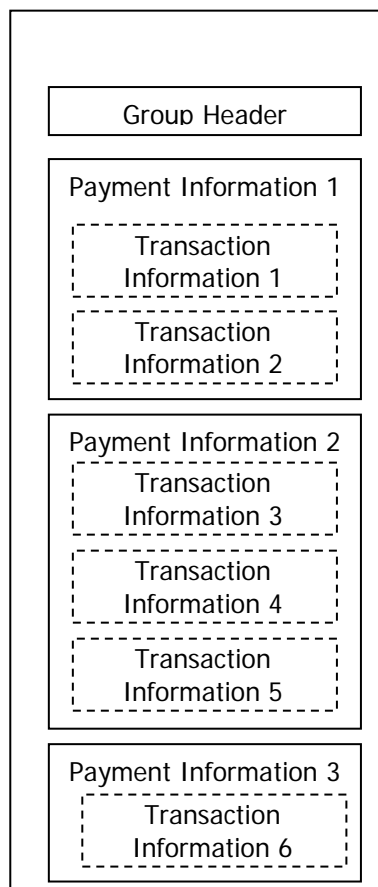 Group Header
Payment Information 1
Transaction
Information 1
Transaction
Information 2
Payment Information 2
Transaction
Information 3
Transaction
Information 4
Transaction
Information 5
Payment Information 3
Transaction
Information 6